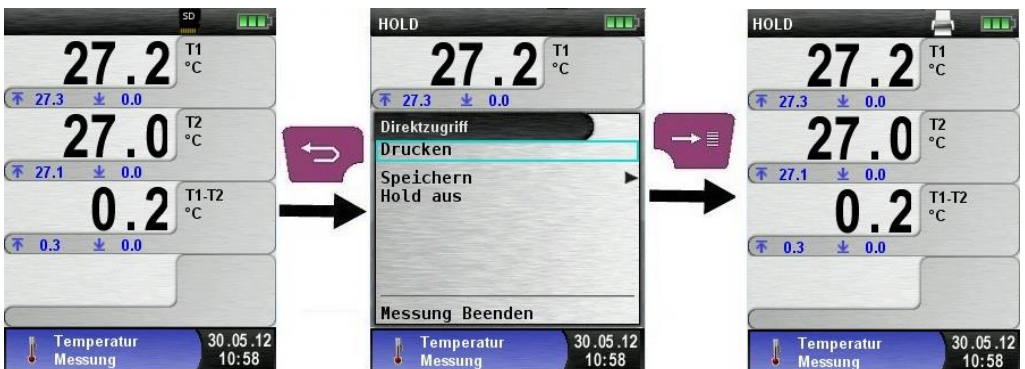 SD
27.2 T1 °C
27.3 0.0
27.0 T2 °C
27.1 0.0
0.2 T1-T2 °C
0.3 0.0
Temperatur 30.05.12
Messung 10:58
HOLD
27.2 T1 °C
27.3 0.0
Direktzugriff
Drucken
Speichern
Hold aus
Messung Beenden
Temperatur 30.05.12
Messung 10:58
HOLD
27.2 T1 °C
27.3 0.0
27.0 T2 °C
27.1 0.0
0.2 T1-T2 °C
0.3 0.0
Temperatur 30.05.12
Messung 10:58